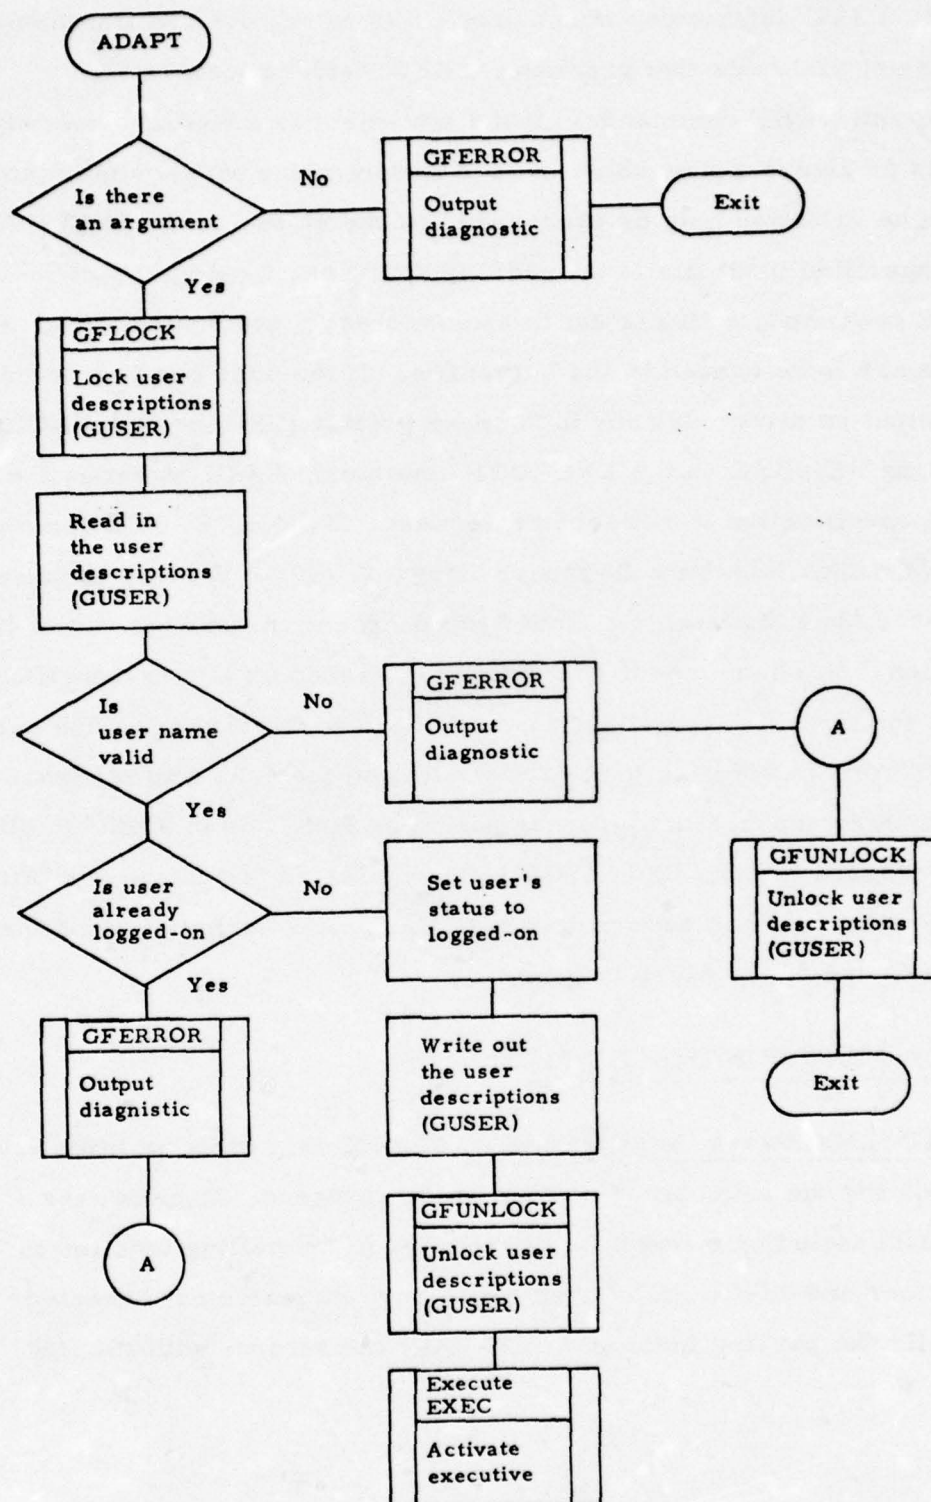 ADAPT
Is there
an argument
No
GFERROR
Output
diagnostic
Exit
Yes
GFLOCK
Lock user
descriptions
(GUSER)
Read in
the user
descriptions
(GUSER)
Is
user name
valid
No
GFERROR
Output
diagnostic
A
Yes
GFUNLOCK
Unlock user
descriptions
(GUSER)
Exit
Is user
already
logged-on
No
Set user's
status to
logged-on
Yes
GFERROR
Output
diagnistic
A
Write out
the user
descriptions
(GUSER)
GFUNLOCK
Unlock user
descriptions
(GUSER)
Execute
EXEC
Activate
executive